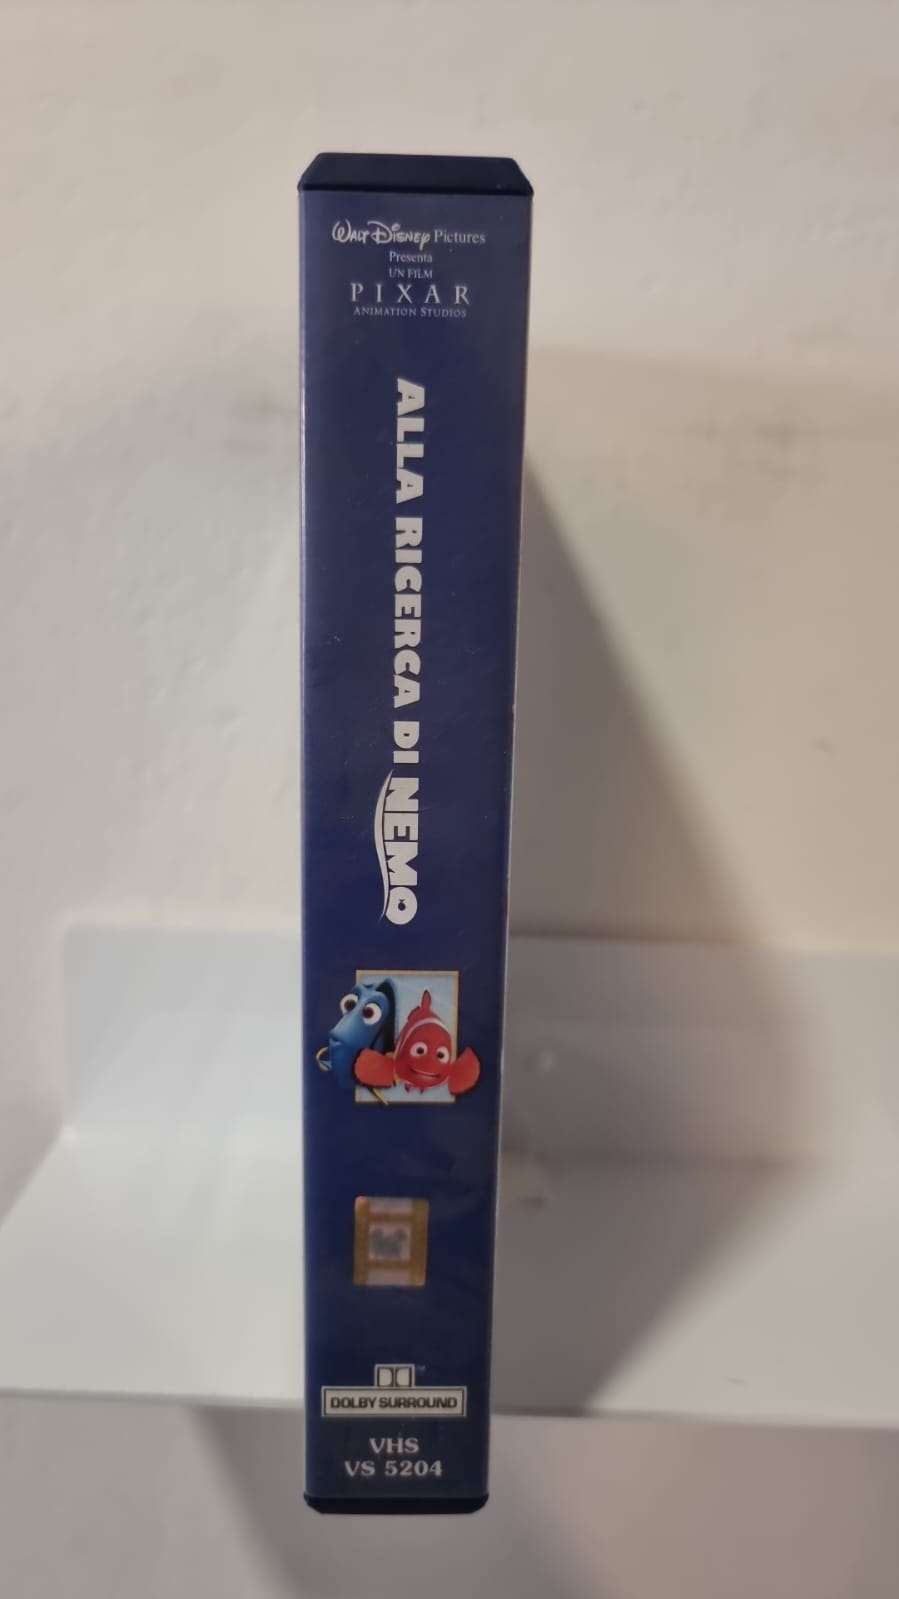 WALT DISNEY Pictures
Presenta
UN FILM
PIXAR
ANIMATION STUDIOS
ALLA RICERCA DI NEMO
DOLBY SURROUND
VHS
VS 5204